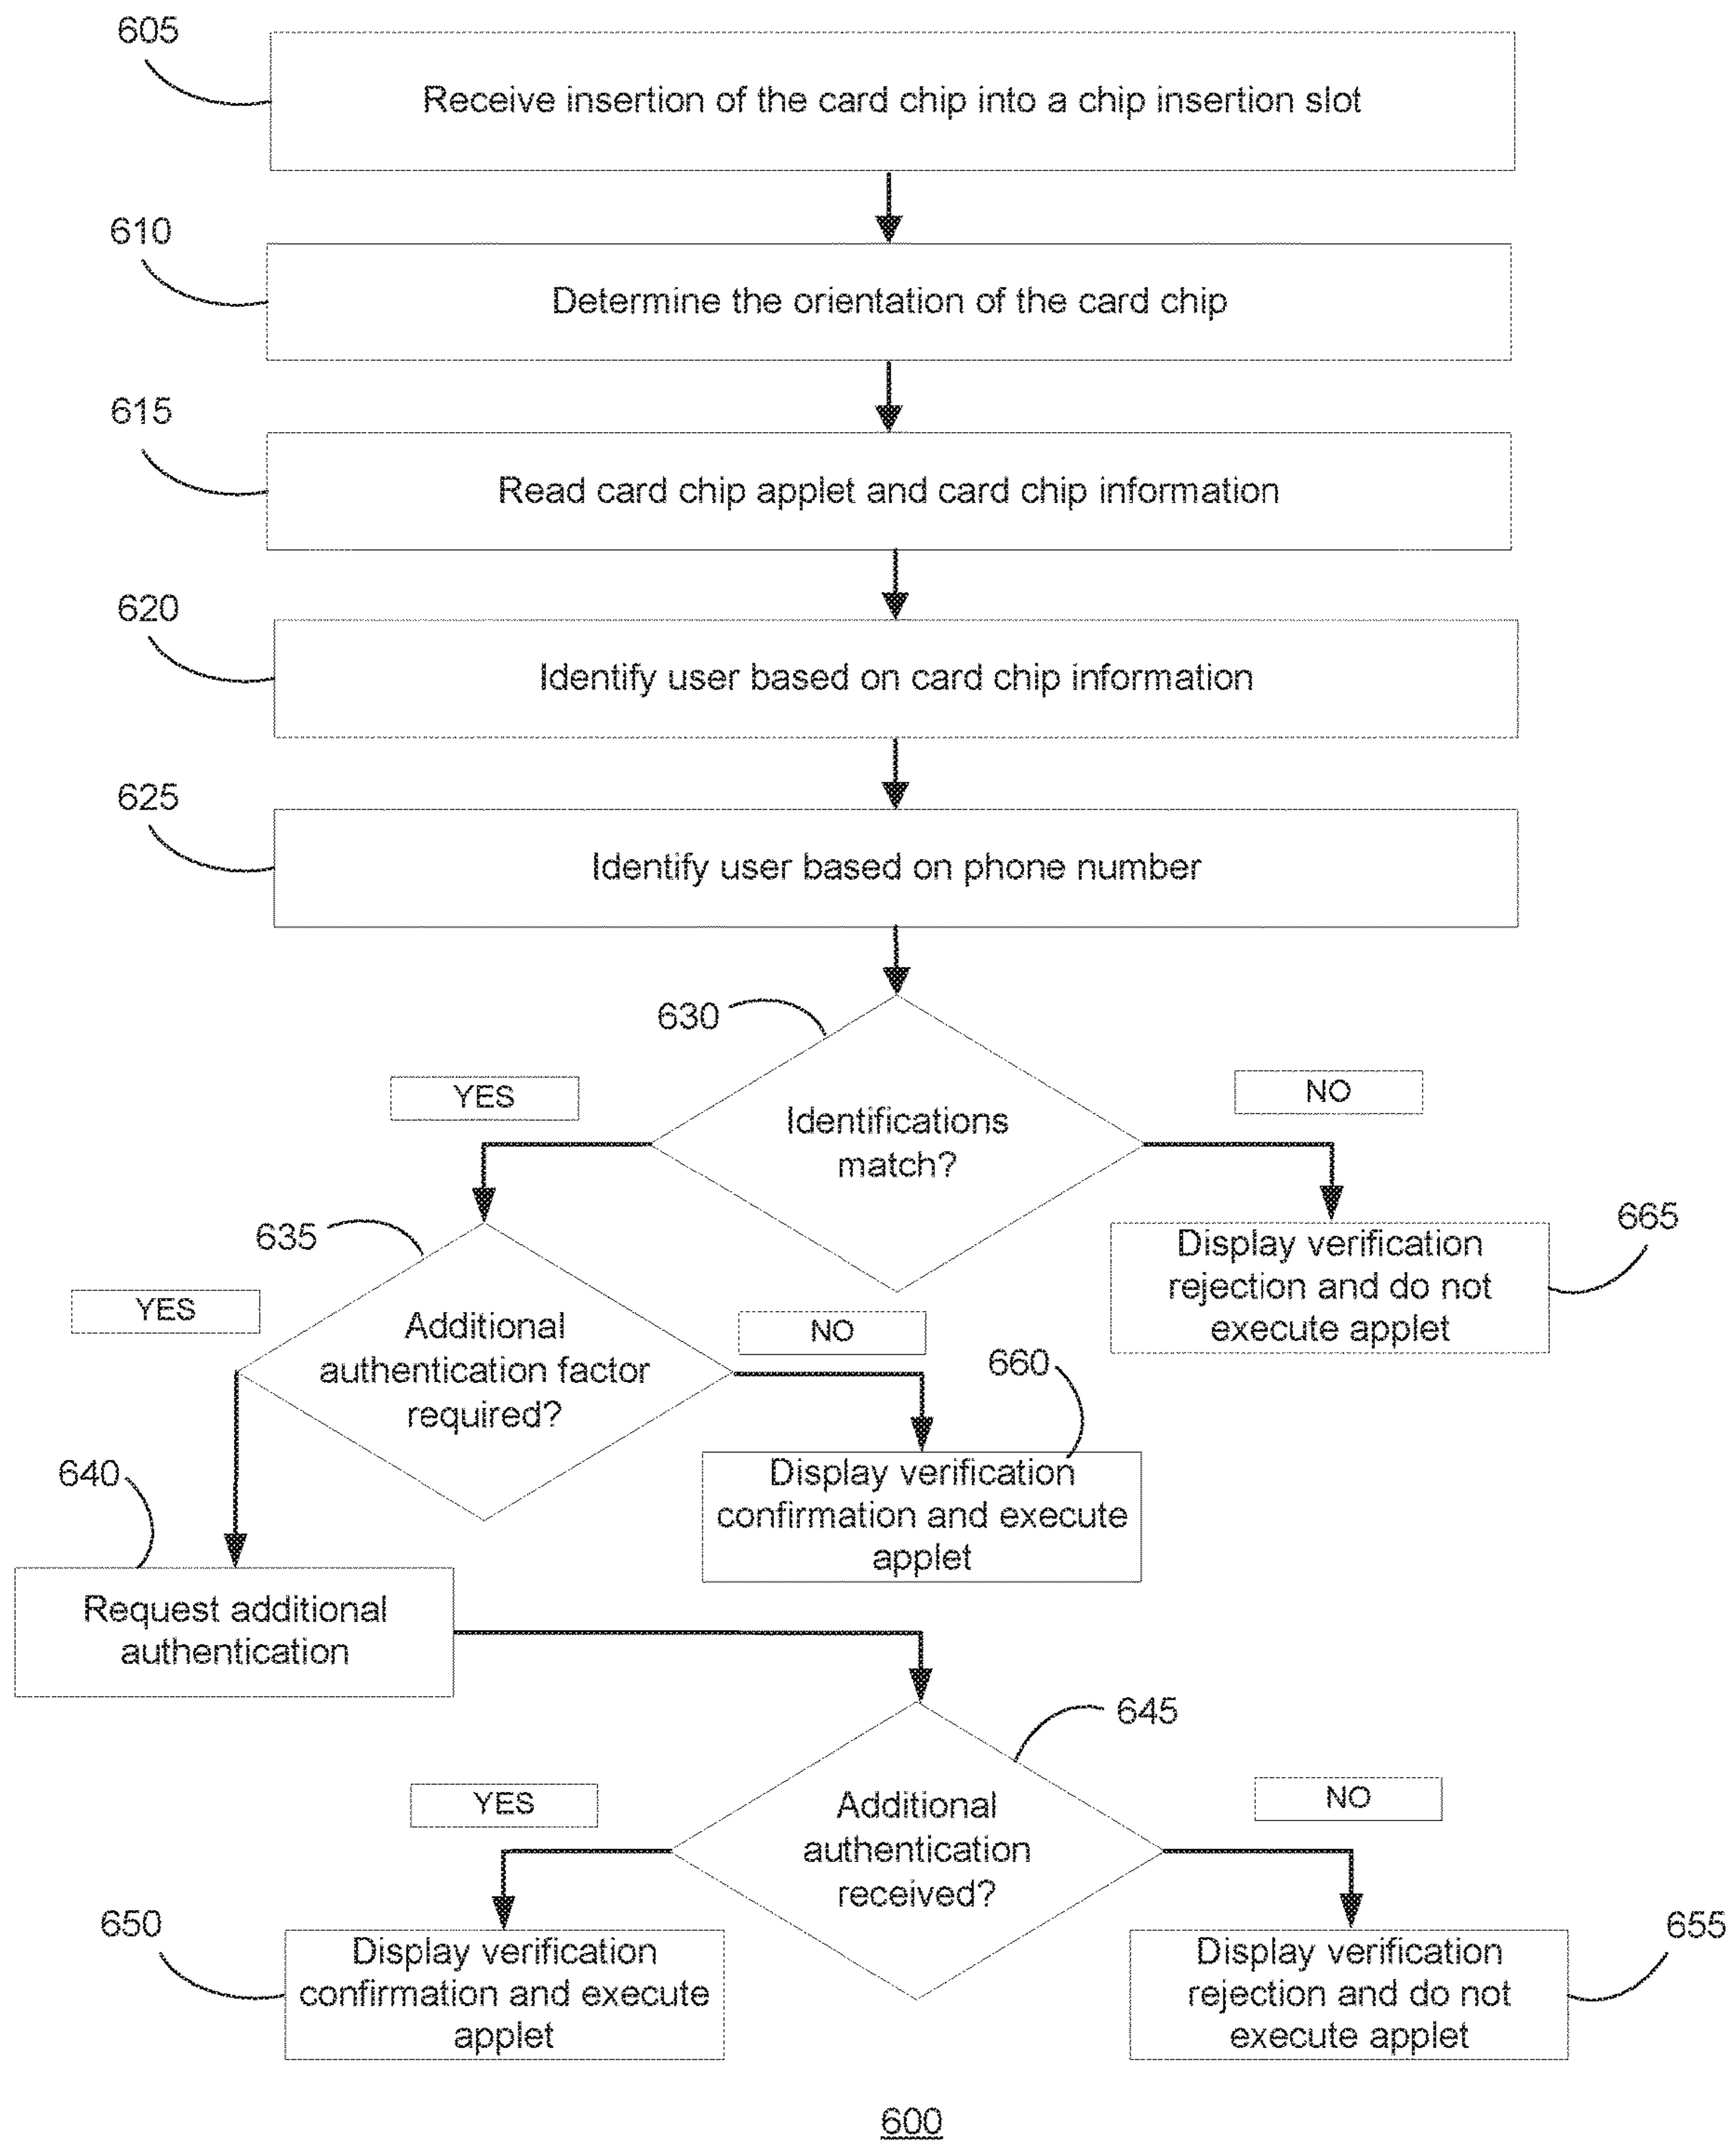 605
Receive insertion of the card chip into a chip insertion slot
610
Determine the orientation of the card chip
615
Read card chip applet and card chip information
620
Identify user based on card chip information
625
Identify user based on phone number
630
YES
NO
Identifications
match?
635
665
Display verification
rejection and do not
execute applet
YES
NO
Additional
authentication factor
required?
660
Display verification
confirmation and execute
applet
640
Request additional
authentication
645
YES
NO
Additional
authentication
received?
650
Display verification
confirmation and execute
applet
655
Display verification
rejection and do not
execute applet
600